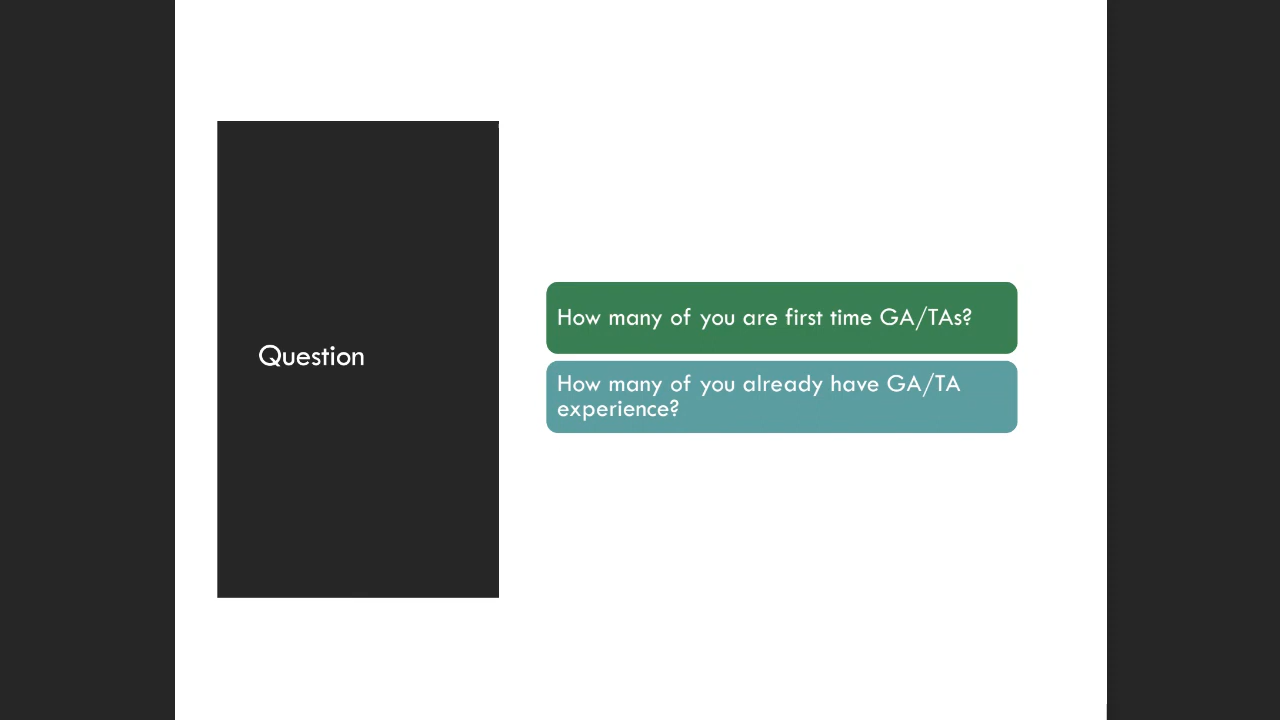 Question
How many of you are first time GA/TAs?
How many of you already have GA/TA
experience?